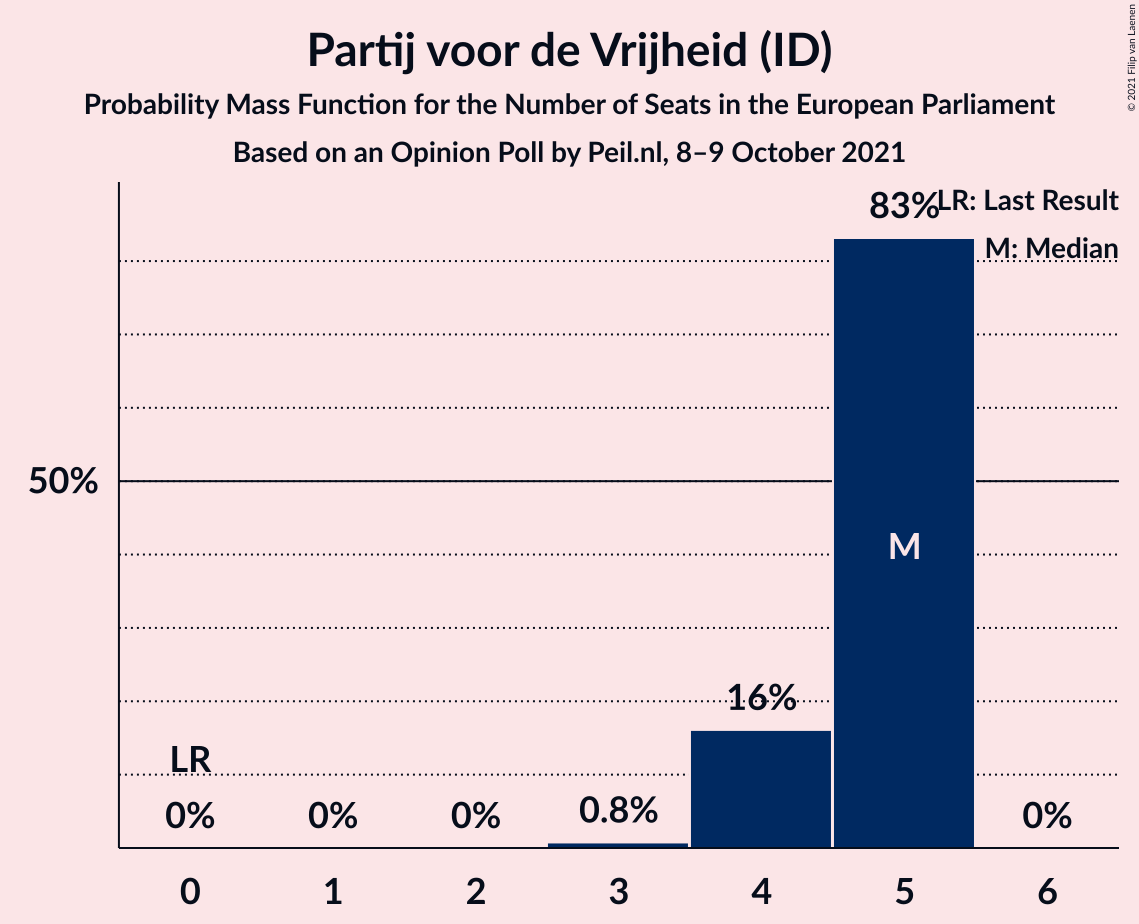 Partij voor de Vrijheid (ID)
Probability Mass Function for the Number of Seats in the European Parliament
Based on an Opinion Poll by Peil.nl, 8–9 October 2021
© 2021 Filip van Laenen
LR: Last Result
M: Median
83%
50%
M
16%
LR
0%
0%
0%
0.8%
0%
0 1 2 3 4 5 6